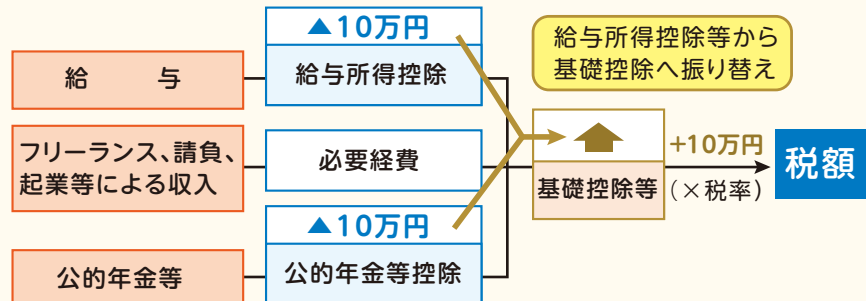 ▲10万円
給与所得控除等から
基礎控除へ振り替え
給　与
給与所得控除
フリーランス、請負、
起業等による収入
必要経費
+10万円
税額
基礎控除等
(×税率)
▲10万円
公的年金等
公的年金等控除